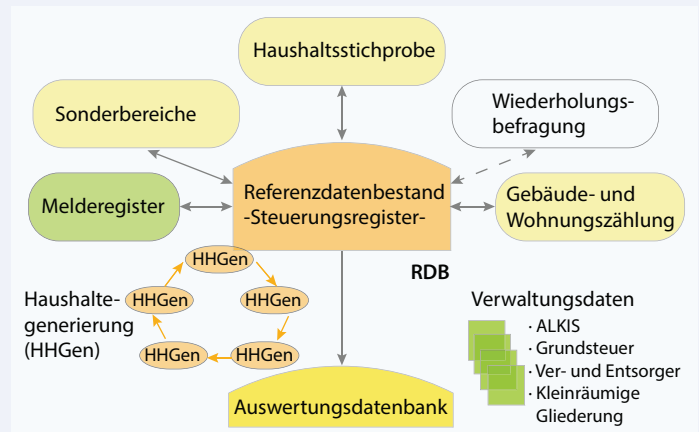 Haushaltsstichprobe
Sonderbereiche
Wiederholungs-
befragung
Melderegister
Referenzdatenbestand
-Steuerungsregister-
Gebäude- und
Wohnungszählung
RDB
Haushalte-
generierung
(HHGen)
HHGen
HHGen
HHGen
HHGen
HHGen
Verwaltungsdaten
· ALKIS
· Grundsteuer
· Ver- und Entsorger
· Kleinräumige
Gliederung
Auswertungsdatenbank